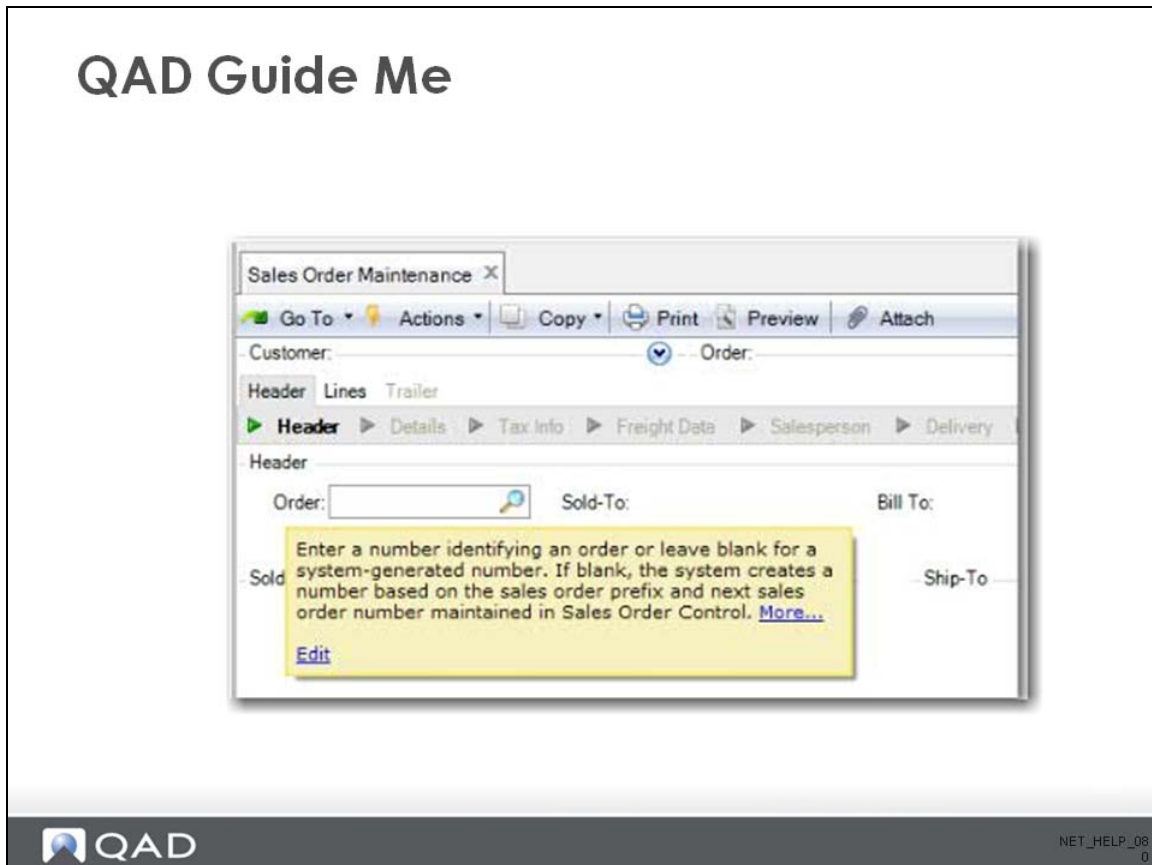 QAD Guide Me
Sales Order Maintenance
Go To Actions Copy Print Preview Attach
Customer: Order:
Header Lines Trailer
Header Details Tax Info Freight Data Salesperson Delivery
Header
Order: Sold-To: Bill To:
Enter a number identifying an order or leave blank for a
Sold system-generated number. If blank, the system creates a Ship-To
number based on the sales order prefix and next sales
order number maintained in Sales Order Control. More...
Edit
QAD
NET_HELP_08
0